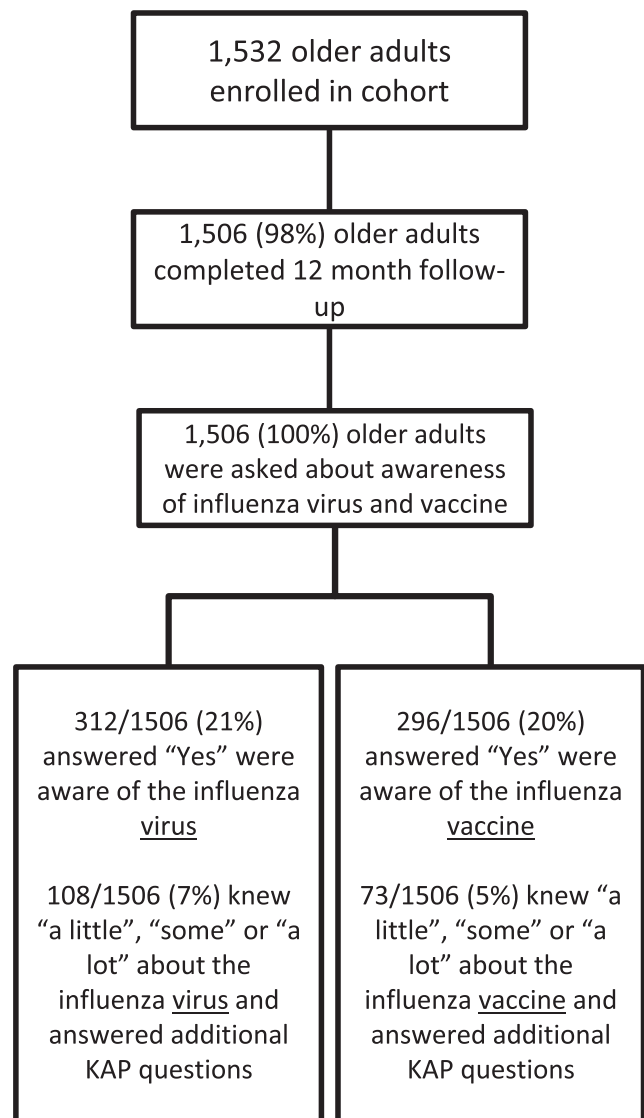 1,532 older adults
enrolled in cohort
1,506 (98%) older adults
completed 12 month follow-
up
1,506 (100%) older adults
were asked about awareness
of influenza virus and vaccine
312/1506 (21%)
answered “Yes” were
aware of the influenza
virus
108/1506 (7%) knew
“a little”, “some” or “a
lot” about the
influenza virus and
answered additional
KAP questions
296/1506 (20%)
answered “Yes” were
aware of the influenza
vaccine
73/1506 (5%) knew “a
little”, “some” or “a
lot” about the
influenza vaccine and
answered additional
KAP questions